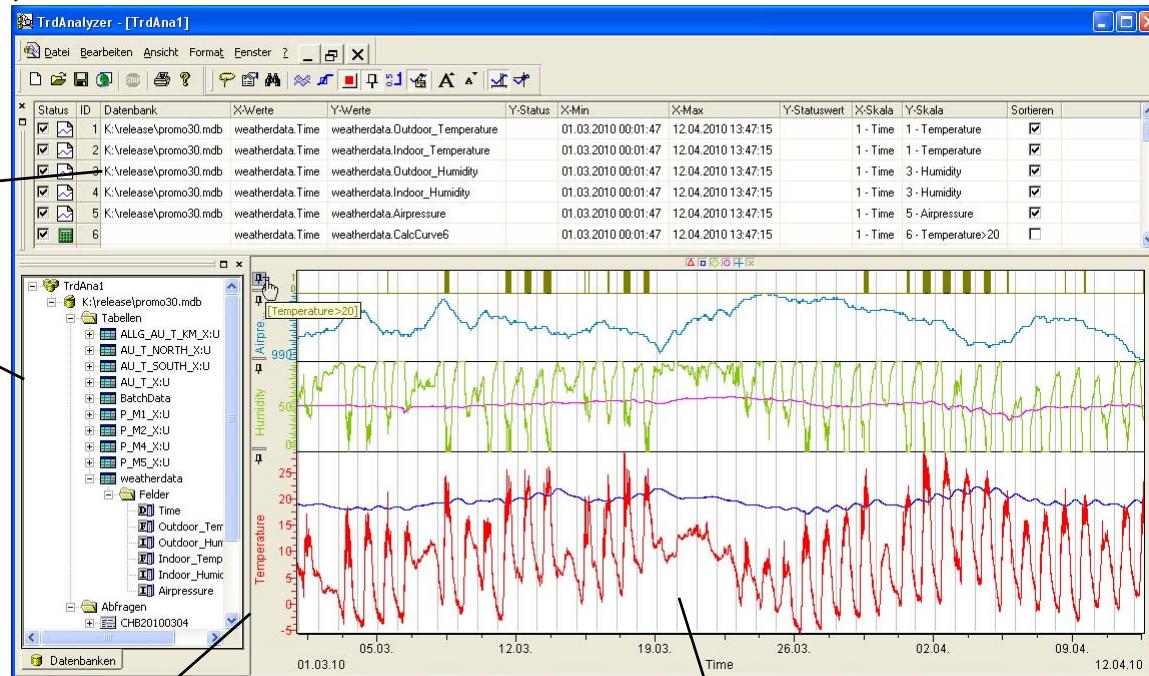 TrdAnalyzer - [TrdAna1]
Datei Bearbeiten Ansicht Format Fenster ?
Status ID Datenbank X-Werte Y-Werte Y-Status X-Min X-Max Y-Statuswert X-Skala Y-Skala Sortieren
1 K:\release\promo30.mdb weatherdata.Time weatherdata.Outdoor_Temperature 01.03.2010 00:01:47 12.04.2010 13:47:15 1 - Time 1 - Temperature
2 K:\release\promo30.mdb weatherdata.Time weatherdata.Indoor_Temperature 01.03.2010 00:01:47 12.04.2010 13:47:15 1 - Time 1 - Temperature
3 K:\release\promo30.mdb weatherdata.Time weatherdata.Outdoor_Humidity 01.03.2010 00:01:47 12.04.2010 13:47:15 1 - Time 3 - Humidity
4 K:\release\promo30.mdb weatherdata.Time weatherdata.Indoor_Humidity 01.03.2010 00:01:47 12.04.2010 13:47:15 1 - Time 3 - Humidity
5 K:\release\promo30.mdb weatherdata.Time weatherdata.Airpressure 01.03.2010 00:01:47 12.04.2010 13:47:15 1 - Time 5 - Airpressure
6 weatherdata.Time weatherdata.CalcCurve6 01.03.2010 00:01:47 12.04.2010 13:47:15 1 - Time 6 - Temperature>20
TrdAna1
K:\release\promo30.mdb
Tabellen
ALLG_AU_T_KM_X:U
AU_T_NORTH_X:U
AU_T_SOUTH_X:U
AU_T_X:U
BatchData
P_M1_X:U
P_M2_X:U
P_M4_X:U
P_M5_X:U
weatherdata
Felder
Time
Outdoor_Tem
Outdoor_Hum
Indoor_Temp
Indoor_Humic
Airpressure
Abfragen
CHB20100304
Datenbanken
1
[Temperature>20]
Airpre
990
Humidity
50
0
Temperature
25
20
15
10
5
0
-5
05.03. 12.03. 19.03. 26.03. 02.04. 09.04.
01.03.10 Time 12.04.10